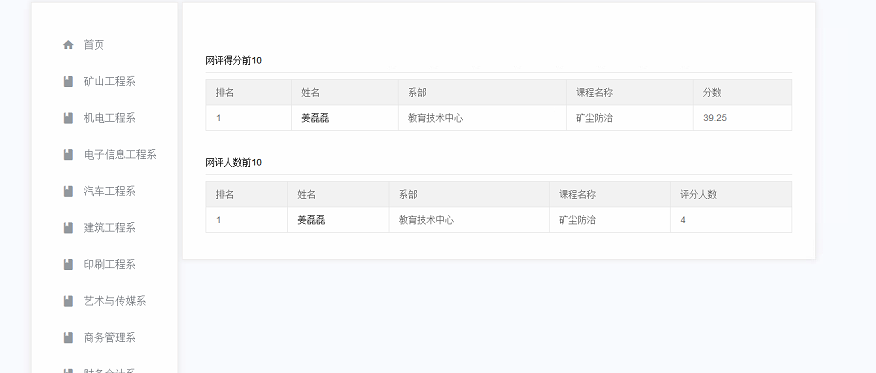 首页
矿山工程系
机电工程系
电子信息工程系
汽车工程系
建筑工程系
印刷工程系
艺术与传媒系
商务管理系
财务会计系
网评得分前10
排名 姓名 系部 课程名称 分数
1 姜磊磊 教育技术中心 矿尘防治 39.25
网评人数前10
排名 姓名 系部 课程名称 评分人数
1 姜磊磊 教育技术中心 矿尘防治 4